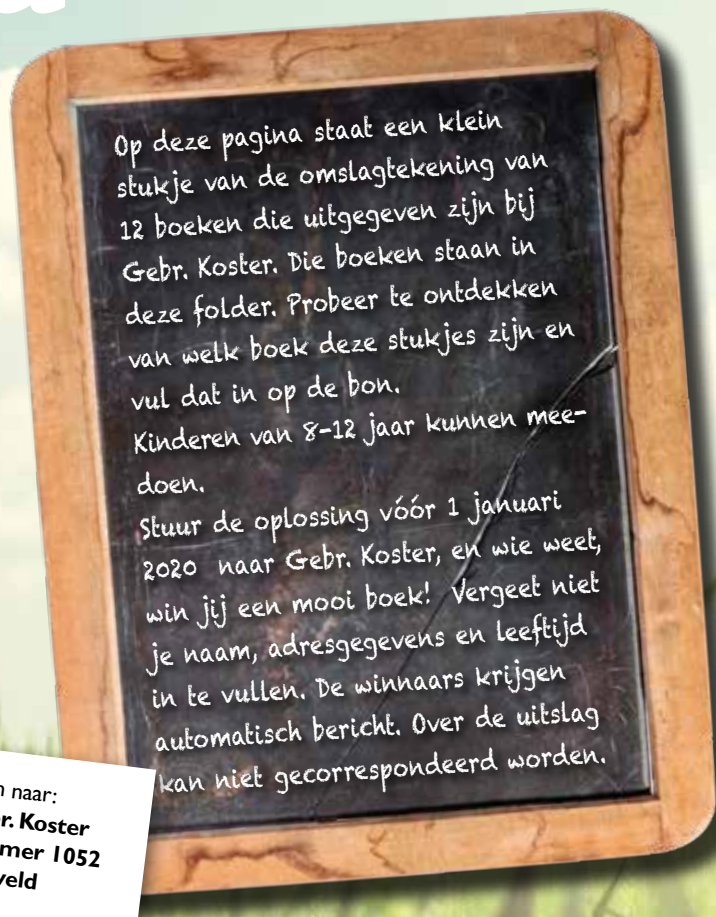 Op deze pagina staat een klein
stukje van de omslagtekening van
12 boeken die uitgegeven zijn bij
Gebr. Koster. Die boeken staan in
deze folder. Probeer te ontdekken
van welk boek deze stukjes zijn en
vul dat in op de bon.
Kinderen van 8-12 jaar kunnen mee-
doen.
Stuur de oplossing vóór 1 januari
2020 naar Gebr. Koster, en wie weet,
win jij een mooi boek! Vergeet niet
je naam, adresgegevens en leeftijd
in te vullen. De winnaars krijgen
automatisch bericht. Over de uitslag
kan niet gecorrespondeerd worden.
naar:
Koster
1052